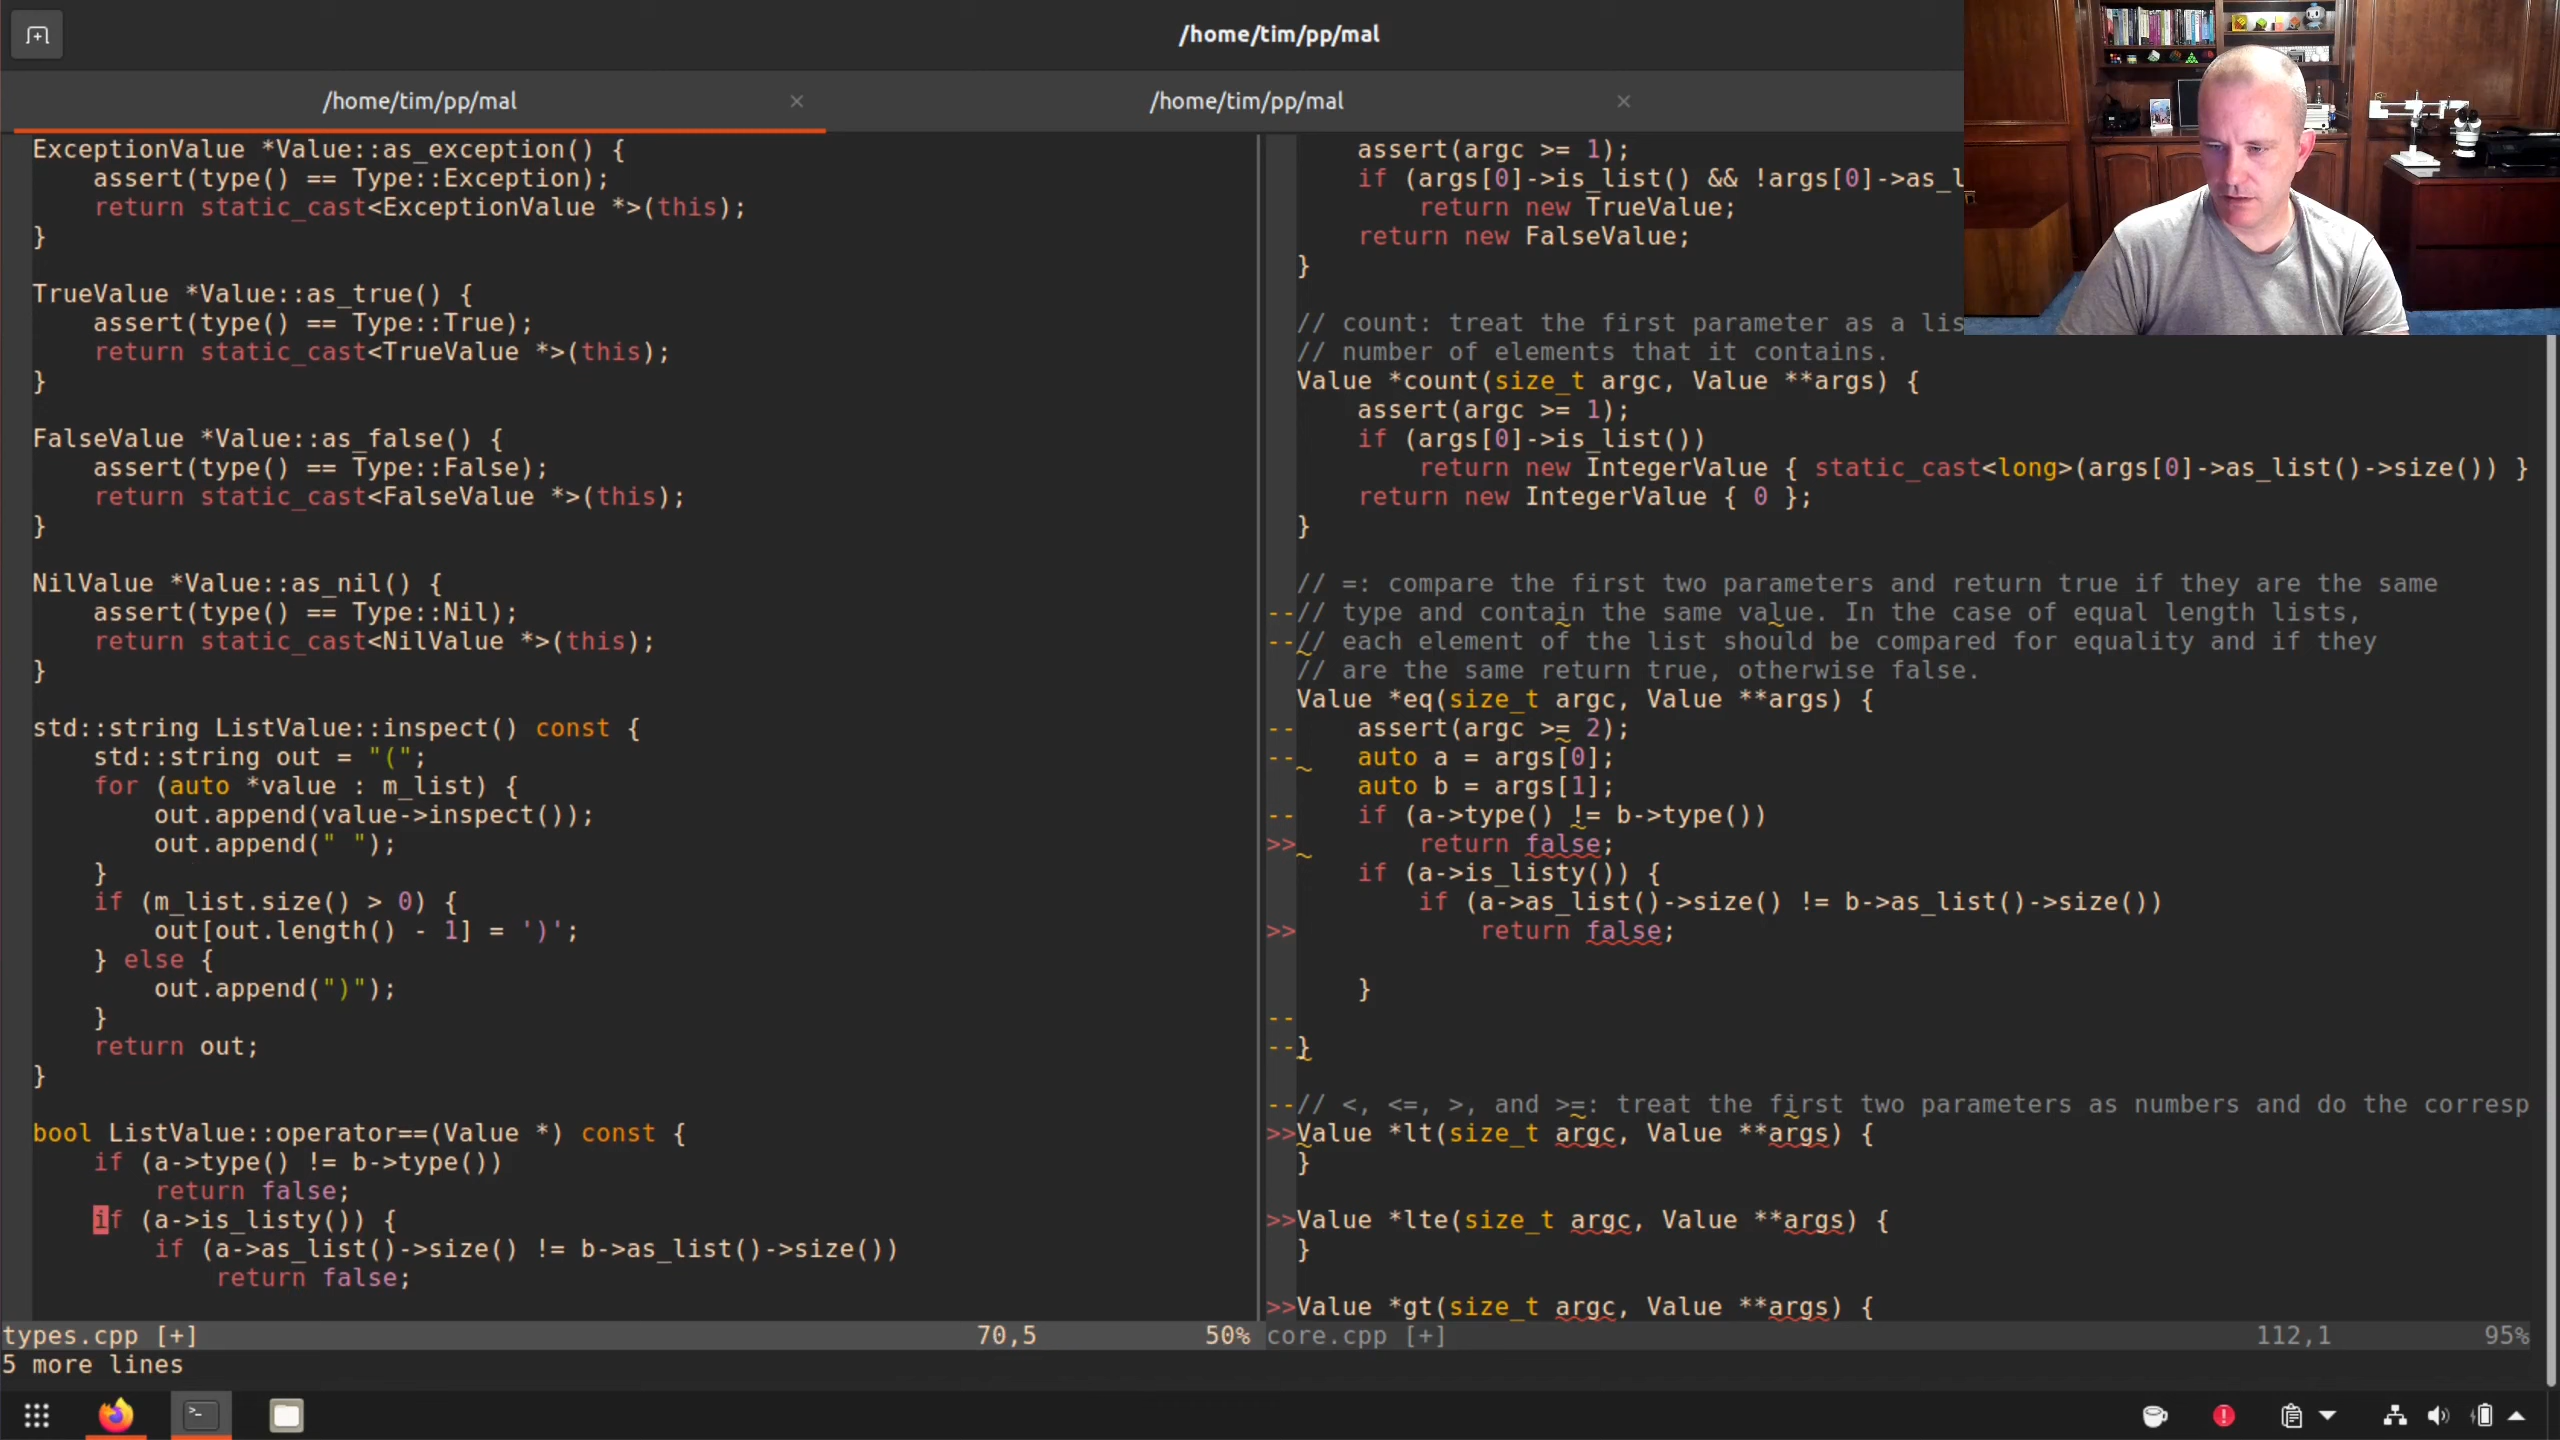 /home/tim/pp/mal
/home/tim/pp/mal ×
/home/tim/pp/mal ×
ExceptionValue *Value::as_exception() {
    assert(type() == Type::Exception);
    return static_cast<ExceptionValue *>(this);
}
TrueValue *Value::as_true() {
    assert(type() == Type::True);
    return static_cast<TrueValue *>(this);
}
FalseValue *Value::as_false() {
    assert(type() == Type::False);
    return static_cast<FalseValue *>(this);
}
NilValue *Value::as_nil() {
    assert(type() == Type::Nil);
    return static_cast<NilValue *>(this);
}
std::string ListValue::inspect() const {
    std::string out = "(";
    for (auto *value : m_list) {
        out.append(value->inspect());
        out.append(" ");
    }
    if (m_list.size() > 0) {
        out[out.length() - 1] = ')';
    } else {
        out.append(")");
    }
    return out;
}
bool ListValue::operator==(Value *) const {
    if (a->type() != b->type())
        return false;
    if (a->is_listy()) {
        if (a->as_list()->size() != b->as_list()->size())
            return false;
types.cpp [+] 70,5 50%
5 more lines
    assert(argc >= 1);
    if (args[0]->is_list() && !args[0]->as_l
        return new TrueValue;
    return new FalseValue;
}
// count: treat the first parameter as a lis
// number of elements that it contains.
Value *count(size_t argc, Value **args) {
    assert(argc >= 1);
    if (args[0]->is_list())
        return new IntegerValue { static_cast<long>(args[0]->as_list()->size()) }
    return new IntegerValue { 0 };
}
// =: compare the first two parameters and return true if they are the same
--// type and contain the same value. In the case of equal length lists,
--// each element of the list should be compared for equality and if they
// are the same return true, otherwise false.
Value *eq(size_t argc, Value **args) {
--    assert(argc >= 2);
--    auto a = args[0];
    auto b = args[1];
--    if (a->type() != b->type())
>>        return false;
    if (a->is_listy()) {
        if (a->as_list()->size() != b->as_list()->size())
>>            return false;
    }
--
--}
--// <, <=, >, and >=: treat the first two parameters as numbers and do the corresp
>>Value *lt(size_t argc, Value **args) {
}
>>Value *lte(size_t argc, Value **args) {
}
>>Value *gt(size_t argc, Value **args) {
core.cpp [+] 112,1 95%